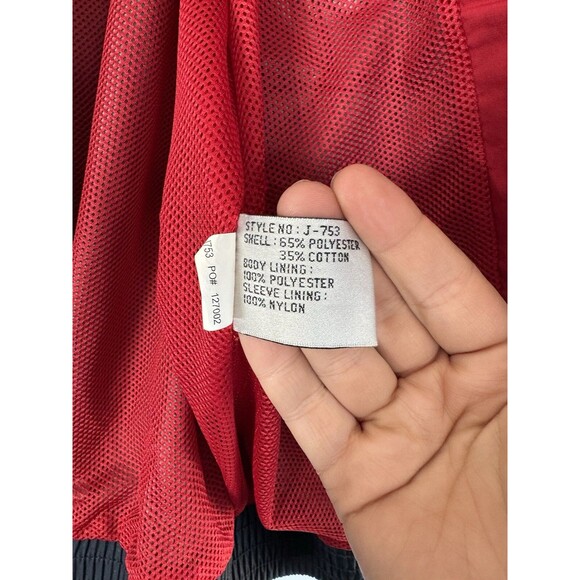 STYLE NO : J-753
SHELL : 65% POLYESTER
35% COTTON
BODY LINING :
100% POLYESTER
SLEEVE LINING :
100% NYLON
753 PO# 127002